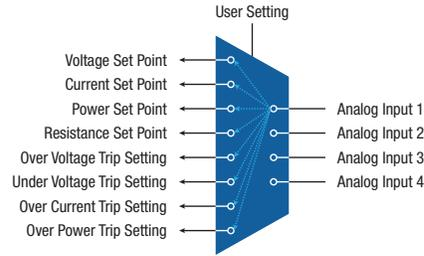 User Setting
Voltage Set Point
Current Set Point
Power Set Point
Resistance Set Point
Over Voltage Trip Setting
Under Voltage Trip Setting
Over Current Trip Setting
Over Power Trip Setting
Analog Input 1
Analog Input 2
Analog Input 3
Analog Input 4